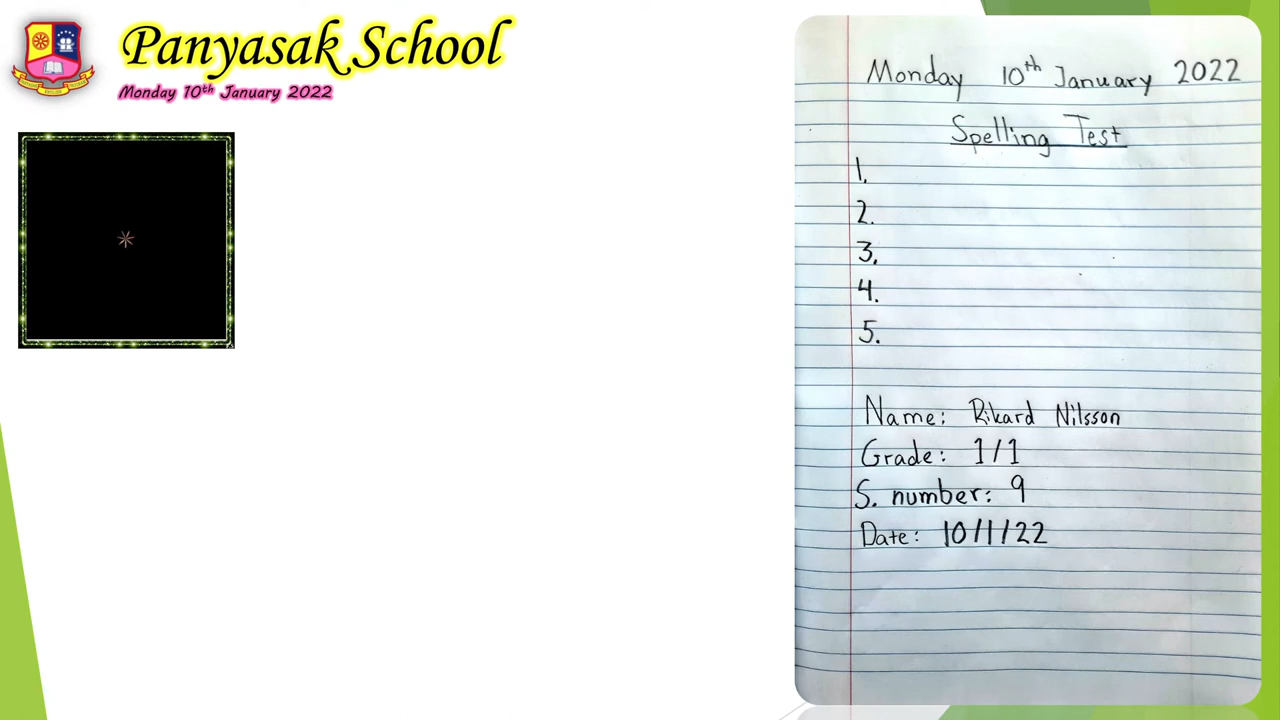 Panyasak School
Monday 10th January 2022
Monday 10th January 2022
Spelling Test
1.
2.
3.
4.
5.
Name: Rikard Nilsson
Grade: 1/1
S. number: 9
Date: 10/1/22